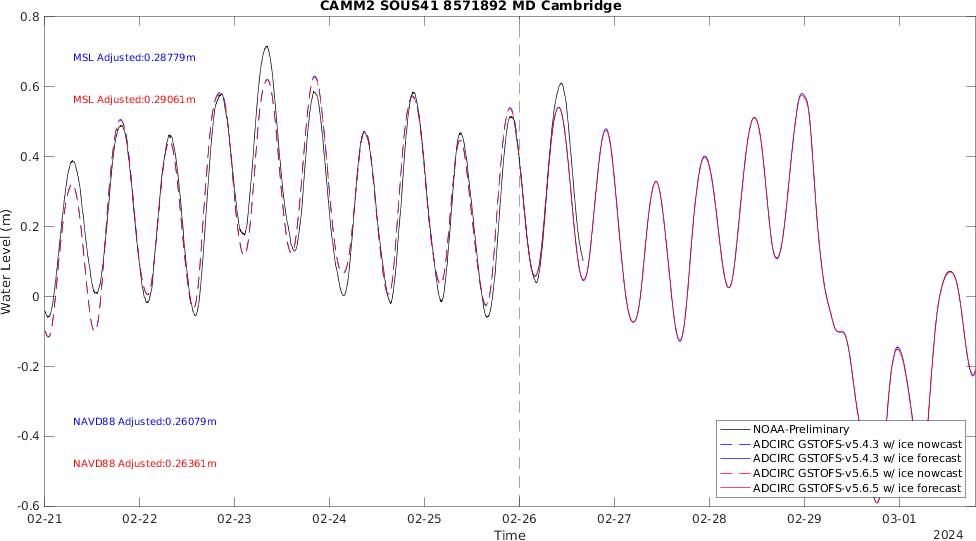 CAMM2 SOUS41 8571892 MD Cambridge
0.8
MSL Adjusted:0.28779m
0.6
MSL Adjusted:0.29061m
0.4
0.2
Water Level (m)
0
-0.2
NAVD88 Adjusted:0.26079m
-0.4
NAVD88 Adjusted:0.26361m
NOAA-Preliminary
ADCIRC GSTOFS-v5.4.3 w/ ice nowcast
ADCIRC GSTOFS-v5.4.3 w/ ice forecast
ADCIRC GSTOFS-v5.6.5 w/ ice nowcast
ADCIRC GSTOFS-v5.6.5 w/ ice forecast
-0.6
02-21 02-22 02-23 02-24 02-25 02-26 02-27 02-28 02-29 03-01
Time
2024